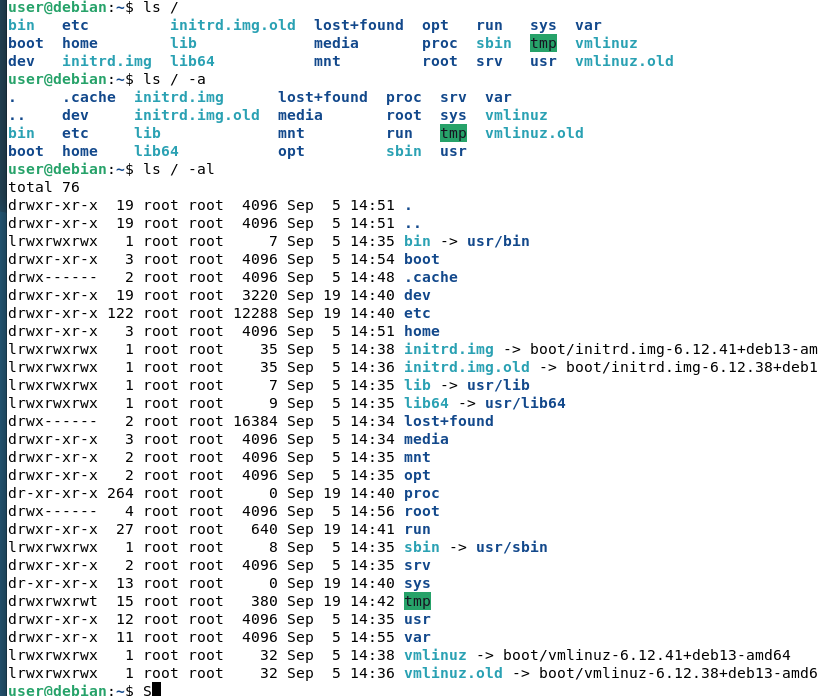 user@debian:~$ ls /
bin   etc         initrd.img.old  lost+found  opt   run   sys  var
boot  home        lib             media       proc  sbin  tmp  vmlinuz
dev   initrd.img  lib64           mnt         root  srv   usr  vmlinuz.old
user@debian:~$ ls / -a
.     .cache  initrd.img      lost+found  proc  srv  var
..    dev     initrd.img.old  media       root  sys  vmlinuz
bin   etc     lib             mnt         run   tmp  vmlinuz.old
boot  home    lib64           opt         sbin  usr
user@debian:~$ ls / -al
total 76
drwxr-xr-x  19 root root  4096 Sep  5 14:51 .
drwxr-xr-x  19 root root  4096 Sep  5 14:51 ..
lrwxrwxrwx   1 root root     7 Sep  5 14:35 bin -> usr/bin
drwxr-xr-x   3 root root  4096 Sep  5 14:54 boot
drwx------   2 root root  4096 Sep  5 14:48 .cache
drwxr-xr-x  19 root root  3220 Sep 19 14:40 dev
drwxr-xr-x 122 root root 12288 Sep 19 14:40 etc
drwxr-xr-x   3 root root  4096 Sep  5 14:51 home
lrwxrwxrwx   1 root root    35 Sep  5 14:38 initrd.img -> boot/initrd.img-6.12.41+deb13-am
lrwxrwxrwx   1 root root    35 Sep  5 14:36 initrd.img.old -> boot/initrd.img-6.12.38+deb1
lrwxrwxrwx   1 root root     7 Sep  5 14:35 lib -> usr/lib
lrwxrwxrwx   1 root root     9 Sep  5 14:35 lib64 -> usr/lib64
drwx------   2 root root 16384 Sep  5 14:34 lost+found
drwxr-xr-x   3 root root  4096 Sep  5 14:34 media
drwxr-xr-x   2 root root  4096 Sep  5 14:35 mnt
drwxr-xr-x   2 root root  4096 Sep  5 14:35 opt
dr-xr-xr-x 264 root root     0 Sep 19 14:40 proc
drwx------   4 root root  4096 Sep  5 14:56 root
drwxr-xr-x  27 root root   640 Sep 19 14:41 run
lrwxrwxrwx   1 root root     8 Sep  5 14:35 sbin -> usr/sbin
drwxr-xr-x   2 root root  4096 Sep  5 14:35 srv
dr-xr-xr-x  13 root root     0 Sep 19 14:40 sys
drwxrwxrwt  15 root root   380 Sep 19 14:42 tmp
drwxr-xr-x  12 root root  4096 Sep  5 14:35 usr
drwxr-xr-x  11 root root  4096 Sep  5 14:55 var
lrwxrwxrwx   1 root root    32 Sep  5 14:38 vmlinuz -> boot/vmlinuz-6.12.41+deb13-amd64
lrwxrwxrwx   1 root root    32 Sep  5 14:36 vmlinuz.old -> boot/vmlinuz-6.12.38+deb13-amd6
user@debian:~$ S